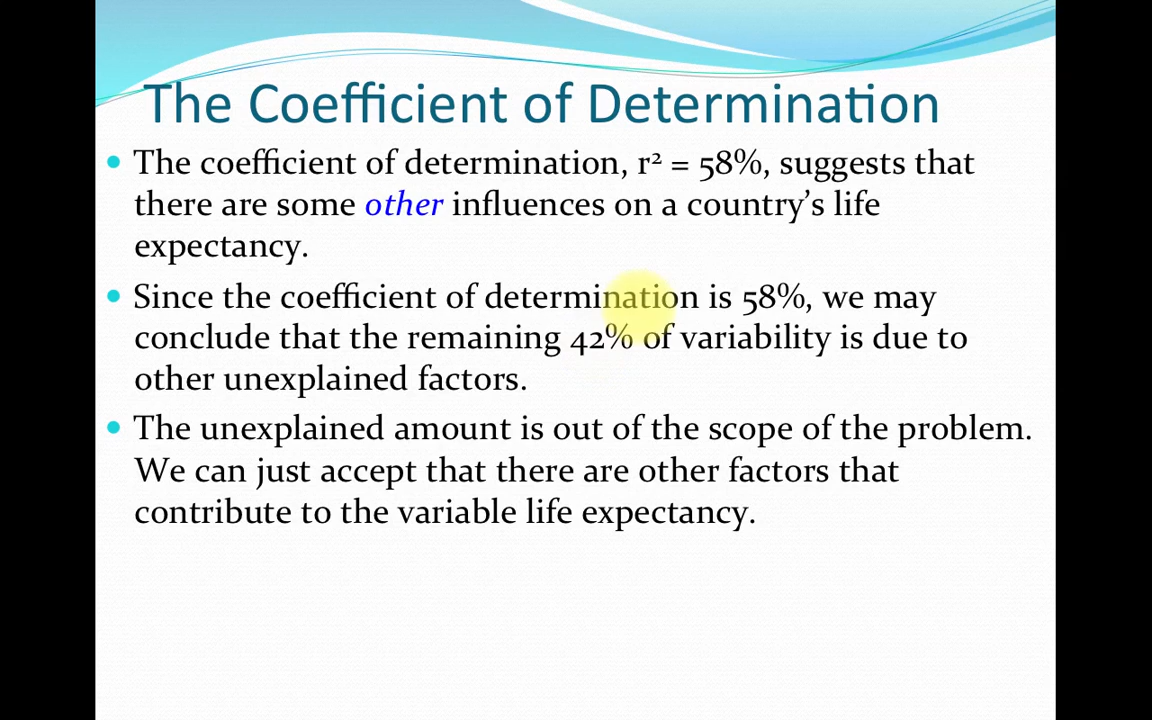 The Coefficient of Determination
• The coefficient of determination, r² = 58%, suggests that
there are some other influences on a country’s life
expectancy.
• Since the coefficient of determination is 58%, we may
conclude that the remaining 42% of variability is due to
other unexplained factors.
• The unexplained amount is out of the scope of the problem.
We can just accept that there are other factors that
contribute to the variable life expectancy.